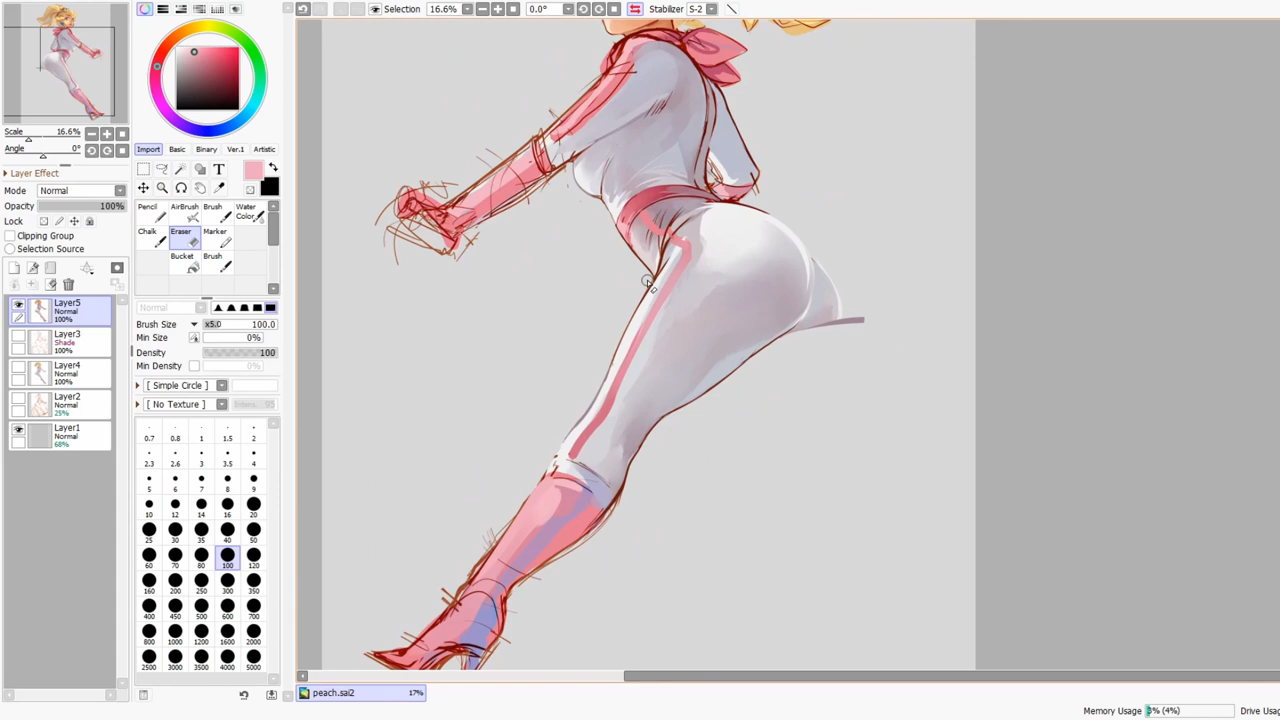 Selection 16.6% 0.0° Stabilizer S-2
Scale 16.6%
Angle 0°
Layer Effect
Mode Normal
Opacity 100%
Lock
Clipping Group
Selection Source
Layer5
Normal
100%
Layer3
Shade
100%
Layer4
Normal
100%
Layer2
Normal
25%
Layer1
Normal
68%
Import Basic Binary Ver.1 Artistic
T
Pencil AirBrush Brush Water Color
Chalk Eraser Marker
Bucket Brush
Normal
Brush Size x5.0 100.0
Min Size 0%
Density 100
Min Density 0%
[ Simple Circle ]
[ No Texture ] Intens. 95
0.7 0.8 1 1.5 2
2.3 2.6 3 3.5 4
5 6 7 8 9
10 12 14 16 20
25 30 35 40 50
60 70 80 100 120
160 200 250 300 350
400 450 500 600 700
800 1000 1200 1600 2000
2500 3000 3500 4000 5000
peach.sai2 17%
Memory Usage (4%) Drive Usag